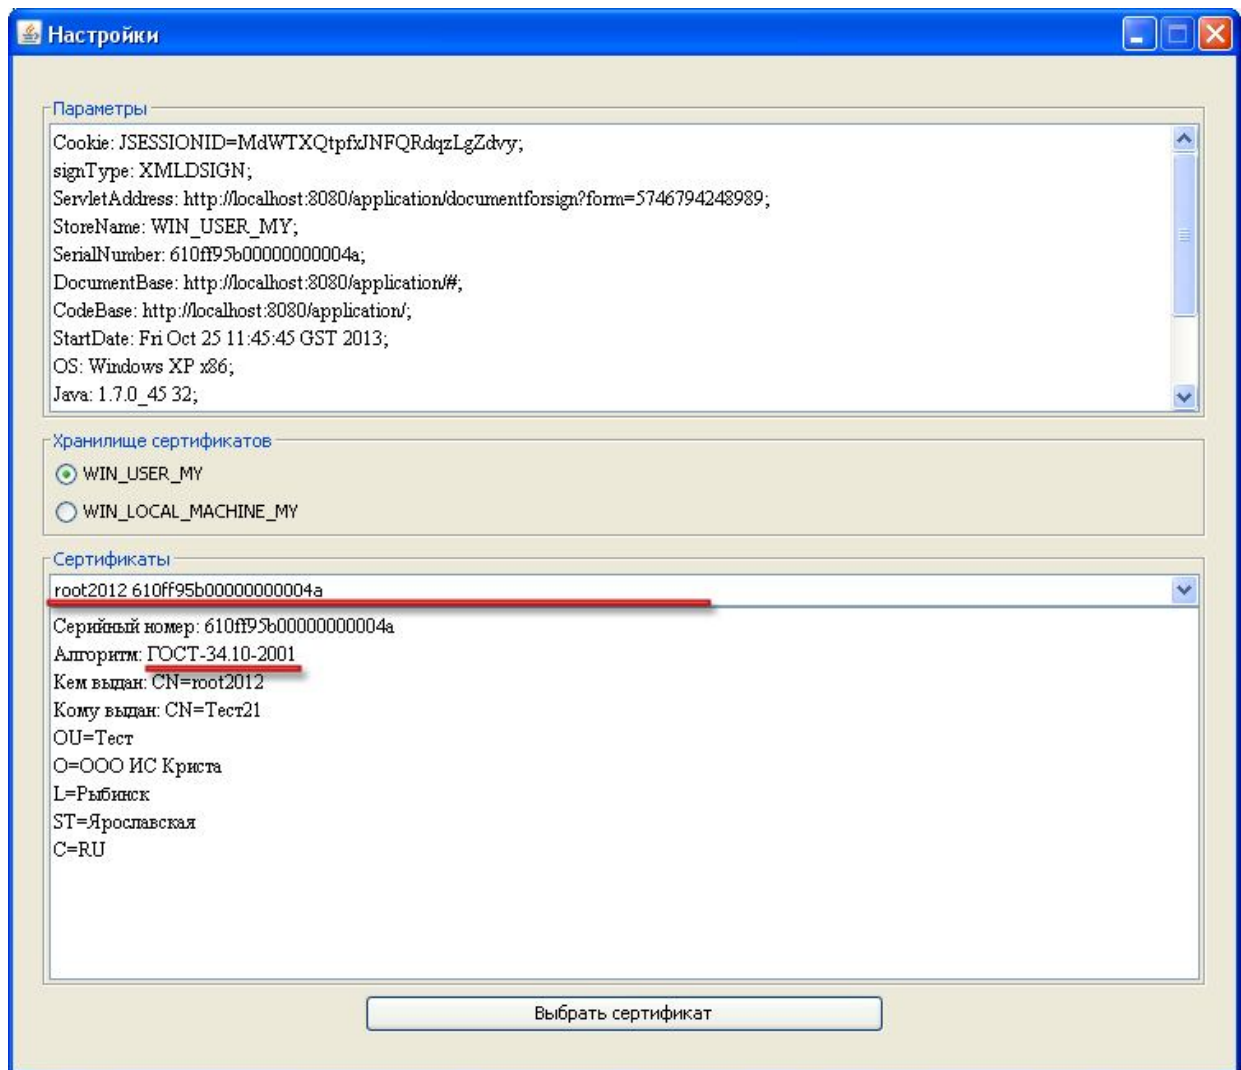 Настройки
Параметры
Cookie: JSESSIONID=MdWTXQtpfxJNFQRdqzLgZdvy;
signType: XMLDSIGN;
ServletAddress: http://localhost:8080/application/documentforsign?form=5746794248989;
StoreName: WIN_USER_MY;
SerialNumber: 610ff95b00000000004a;
DocumentBase: http://localhost:8080/application/#;
CodeBase: http://localhost:8080/application/;
StartDate: Fri Oct 25 11:45:45 GST 2013;
OS: Windows XP x86;
Java: 1.7.0_45 32;
Хранилище сертификатов
WIN_USER_MY
WIN_LOCAL_MACHINE_MY
Сертификаты
root2012 610ff95b00000000004a
Серийный номер: 610ff95b00000000004a
Алгоритм: ГОСТ-34.10-2001
Кем выдан: CN=root2012
Кому выдан: CN=Тест21
OU=Тест
O=ООО ИС Криста
L=Рыбинск
ST=Ярославская
C=RU
Выбрать сертификат